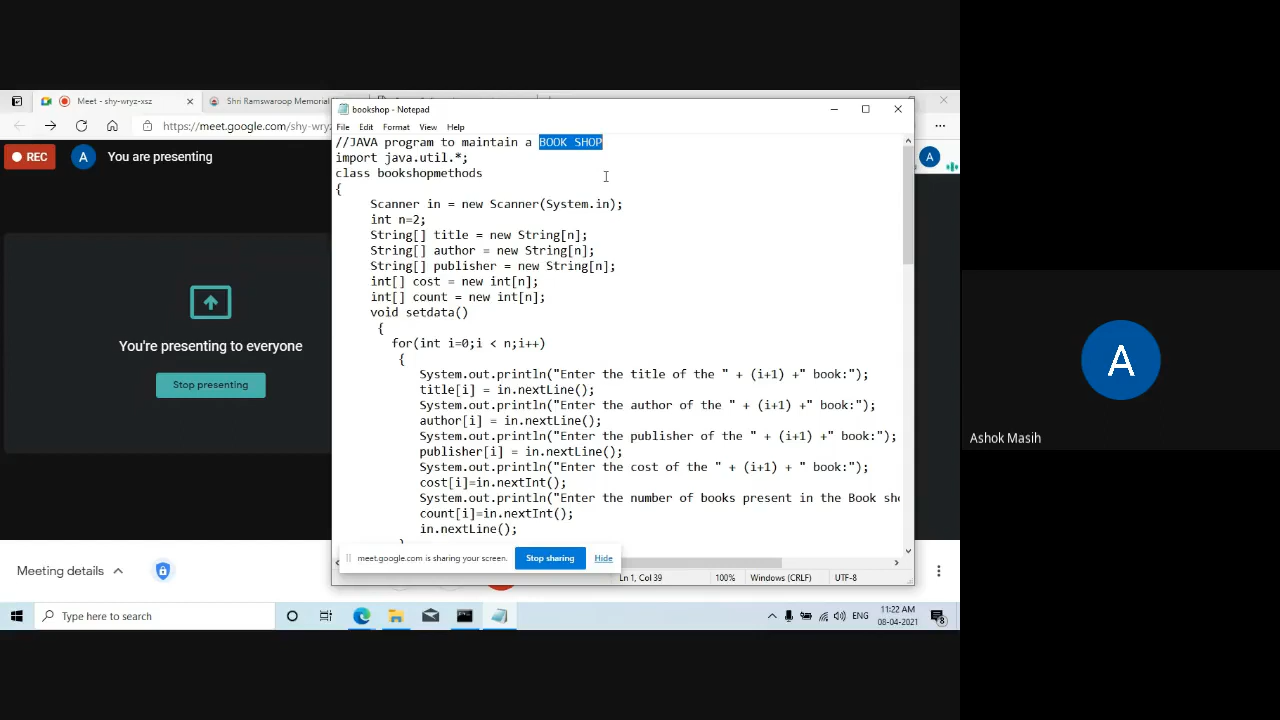 Meet - shy-wryz-xsz
Shri Ramswaroop Memorial
https://meet.google.com/shy-wryz
REC
A
You are presenting
You're presenting to everyone
Stop presenting
Meeting details
bookshop - Notepad
File Edit Format View Help
//JAVA program to maintain a BOOK SHOP
import java.util.*;
class bookshopmethods
{
Scanner in = new Scanner(System.in);
int n=2;
String[] title = new String[n];
String[] author = new String[n];
String[] publisher = new String[n];
int[] cost = new int[n];
int[] count = new int[n];
void setdata()
{
for(int i=0;i < n;i++)
{
System.out.println("Enter the title of the " + (i+1) +" book:");
title[i] = in.nextLine();
System.out.println("Enter the author of the " + (i+1) +" book:");
author[i] = in.nextLine();
System.out.println("Enter the publisher of the " + (i+1) +" book:");
publisher[i] = in.nextLine();
System.out.println("Enter the cost of the " + (i+1) + " book:");
cost[i]=in.nextInt();
System.out.println("Enter the number of books present in the Book sh
count[i]=in.nextInt();
in.nextLine();
meet.google.com is sharing your screen.
Stop sharing
Hide
Ln 1, Col 39 100% Windows (CRLF) UTF-8
A
A
Ashok Masih
Type here to search
ENG
11:22 AM
08-04-2021
8